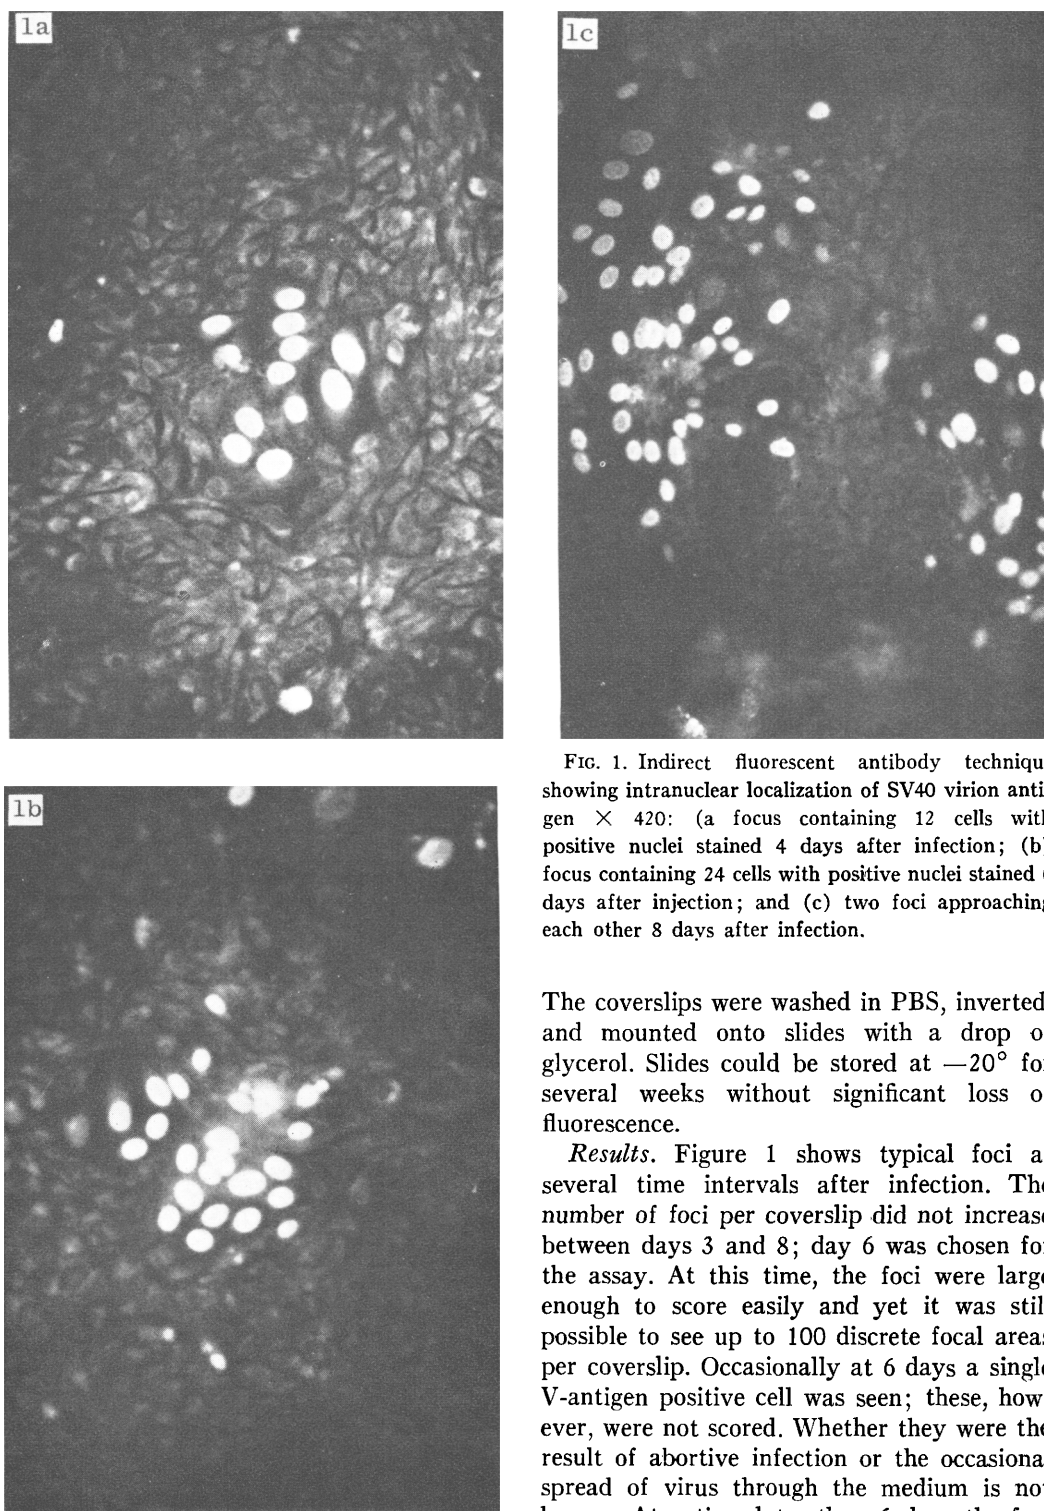 1a
1c
1b
FIG. 1. Indirect fluorescent antibody techniqu
showing intranuclear localization of SV40 virion anti
gen × 420: (a focus containing 12 cells with
positive nuclei stained 4 days after infection; (b)
focus containing 24 cells with positive nuclei stained
days after injection; and (c) two foci approaching
each other 8 days after infection.
The coverslips were washed in PBS, inverted
and mounted onto slides with a drop o
glycerol. Slides could be stored at —20° for
several weeks without significant loss o
fluorescence.
Results. Figure 1 shows typical foci a
several time intervals after infection. The
number of foci per coverslip did not increase
between days 3 and 8; day 6 was chosen for
the assay. At this time, the foci were large
enough to score easily and yet it was stil
possible to see up to 100 discrete focal areas
per coverslip. Occasionally at 6 days a single
V-antigen positive cell was seen; these, how
ever, were not scored. Whether they were the
result of abortive infection or the occasional
spread of virus through the medium is not